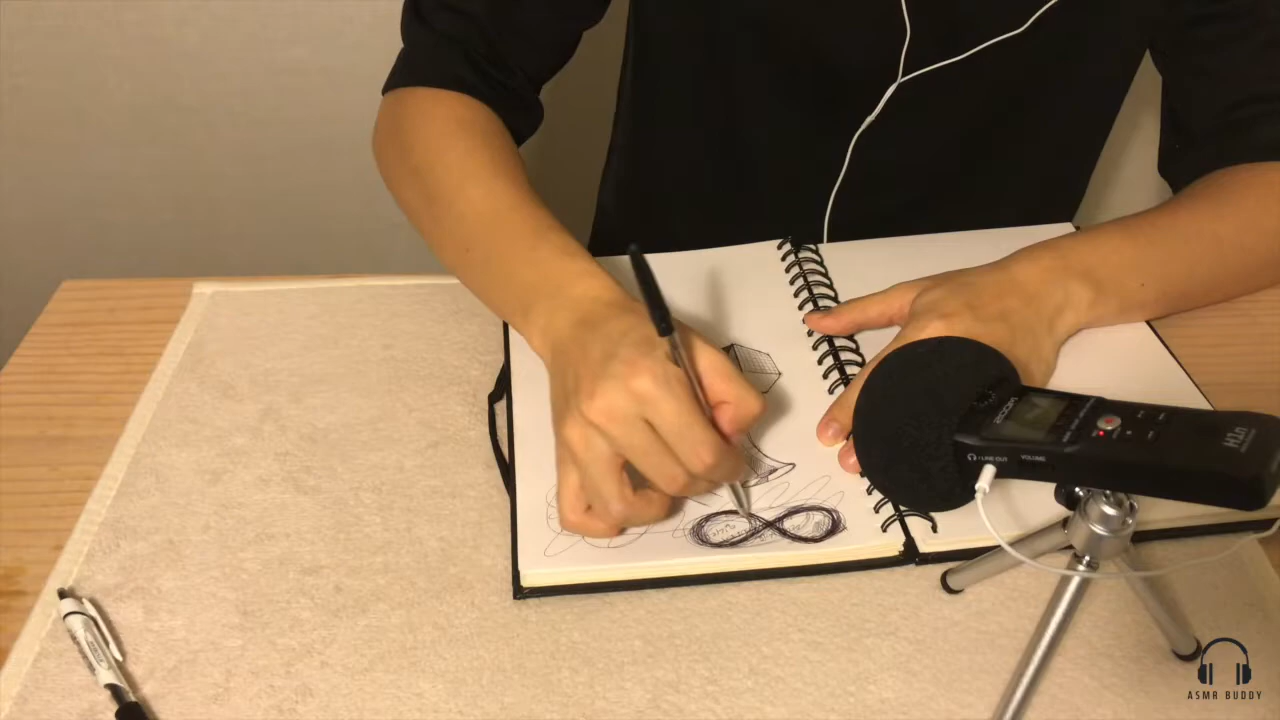 ZOOM
LINE OUT
VOLUME
H1n
ASMR BUDDY